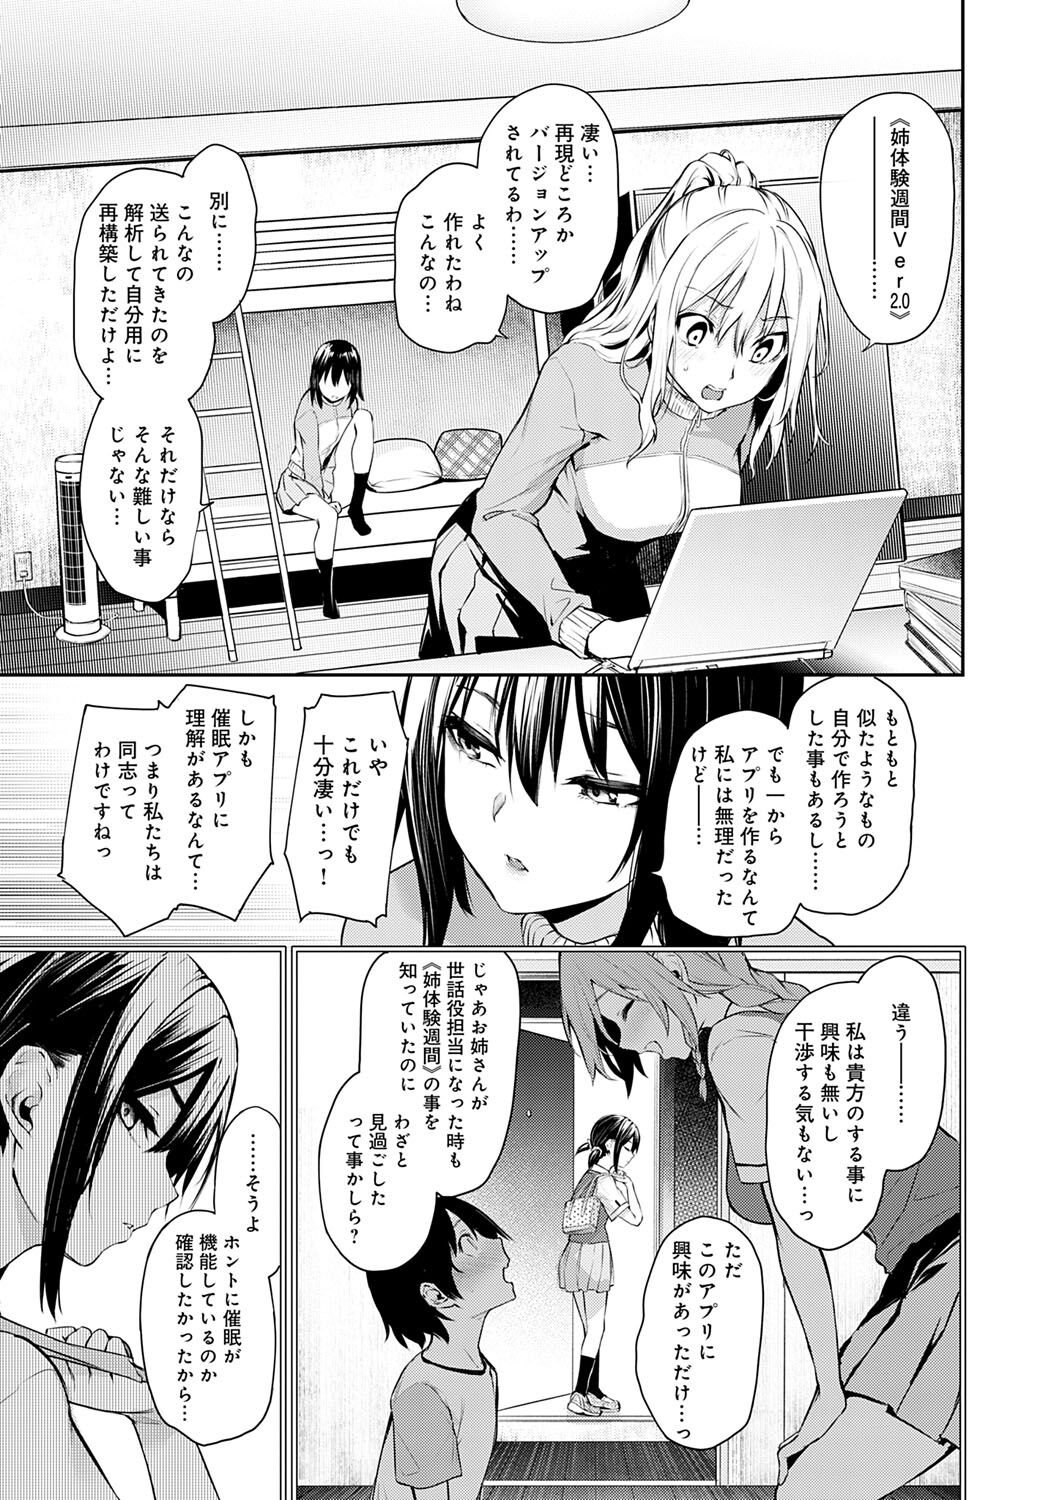 《姉体験週間Ver2.0》
―――……
凄い…
再現どころか
バージョンアップ
されてるわ……
よく
作れたわね
こんなの…
別に……
こんなの
送られてきたのを
解析して自分用に
再構築しただけよ…
それだけなら
そんな難しい事
じゃない…
もともと
似たようなもの
自分で作ろうと
した事もあるし……
でも一から
アプリを作るなんて
私には無理だった
けど――…
いや
これだけでも
十分凄い…っ！
しかも
催眠アプリに
理解があるなんて…
つまり私たちは
同志って
わけですねっ
違う――……
私は貴方のする事に
興味も無いし
干渉する気もない…っ
ただ
このアプリに
興味があっただけ…っ
じゃあお姉さんが
世話役担当になった時も
《姉体験週間》の事を
知っていたのに
わざと
見過ごした
って事かしら？
……そうよ
ホントに催眠が
機能しているのか
確認したかったから…